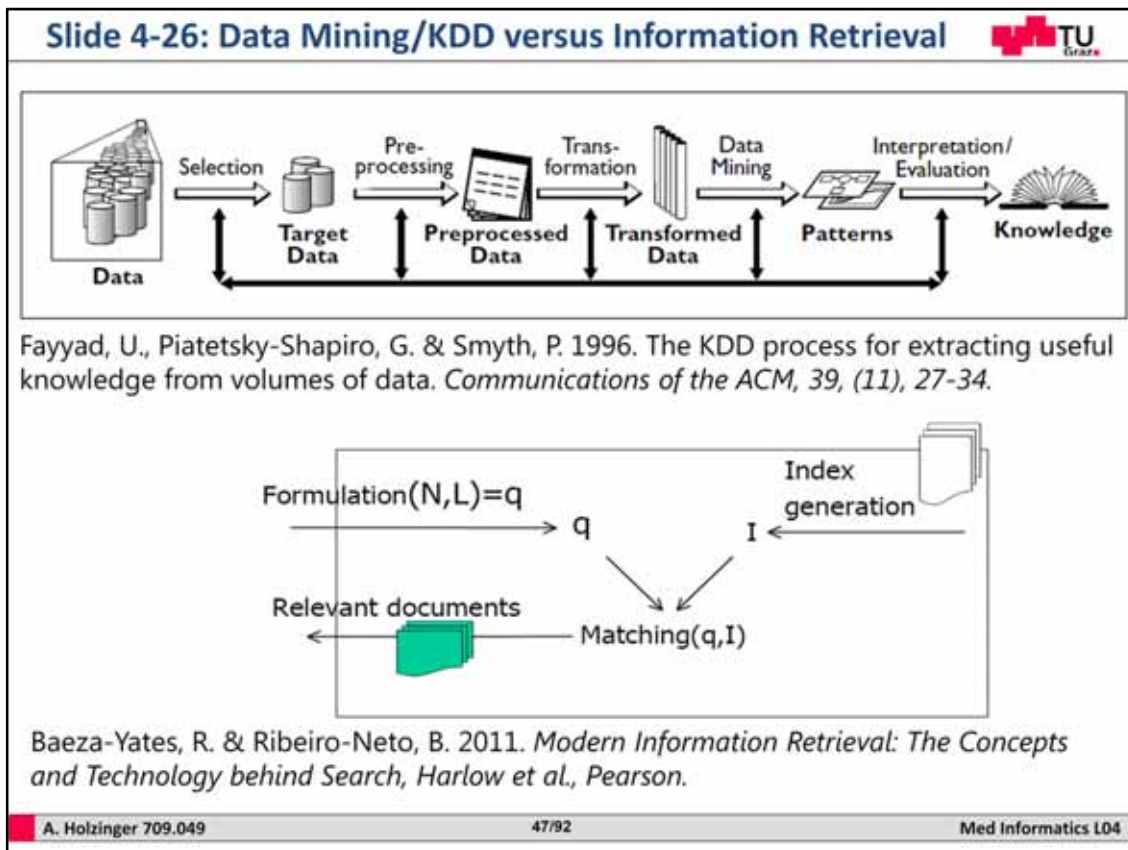 Slide 4-26: Data Mining/KDD versus Information Retrieval
TU
Graz
Selection
Pre-
processing
Trans-
formation
Data
Mining
Interpretation/
Evaluation
Data
Target
Data
Preprocessed
Data
Transformed
Data
Patterns
Knowledge
Fayyad, U., Piatetsky-Shapiro, G. & Smyth, P. 1996. The KDD process for extracting useful
knowledge from volumes of data. Communications of the ACM, 39, (11), 27-34.
Formulation(N,L)=q
q
I
Index
generation
Relevant documents
Matching(q,I)
Baeza-Yates, R. & Ribeiro-Neto, B. 2011. Modern Information Retrieval: The Concepts
and Technology behind Search, Harlow et al., Pearson.
A. Holzinger 709.049
47/92
Med Informatics L04